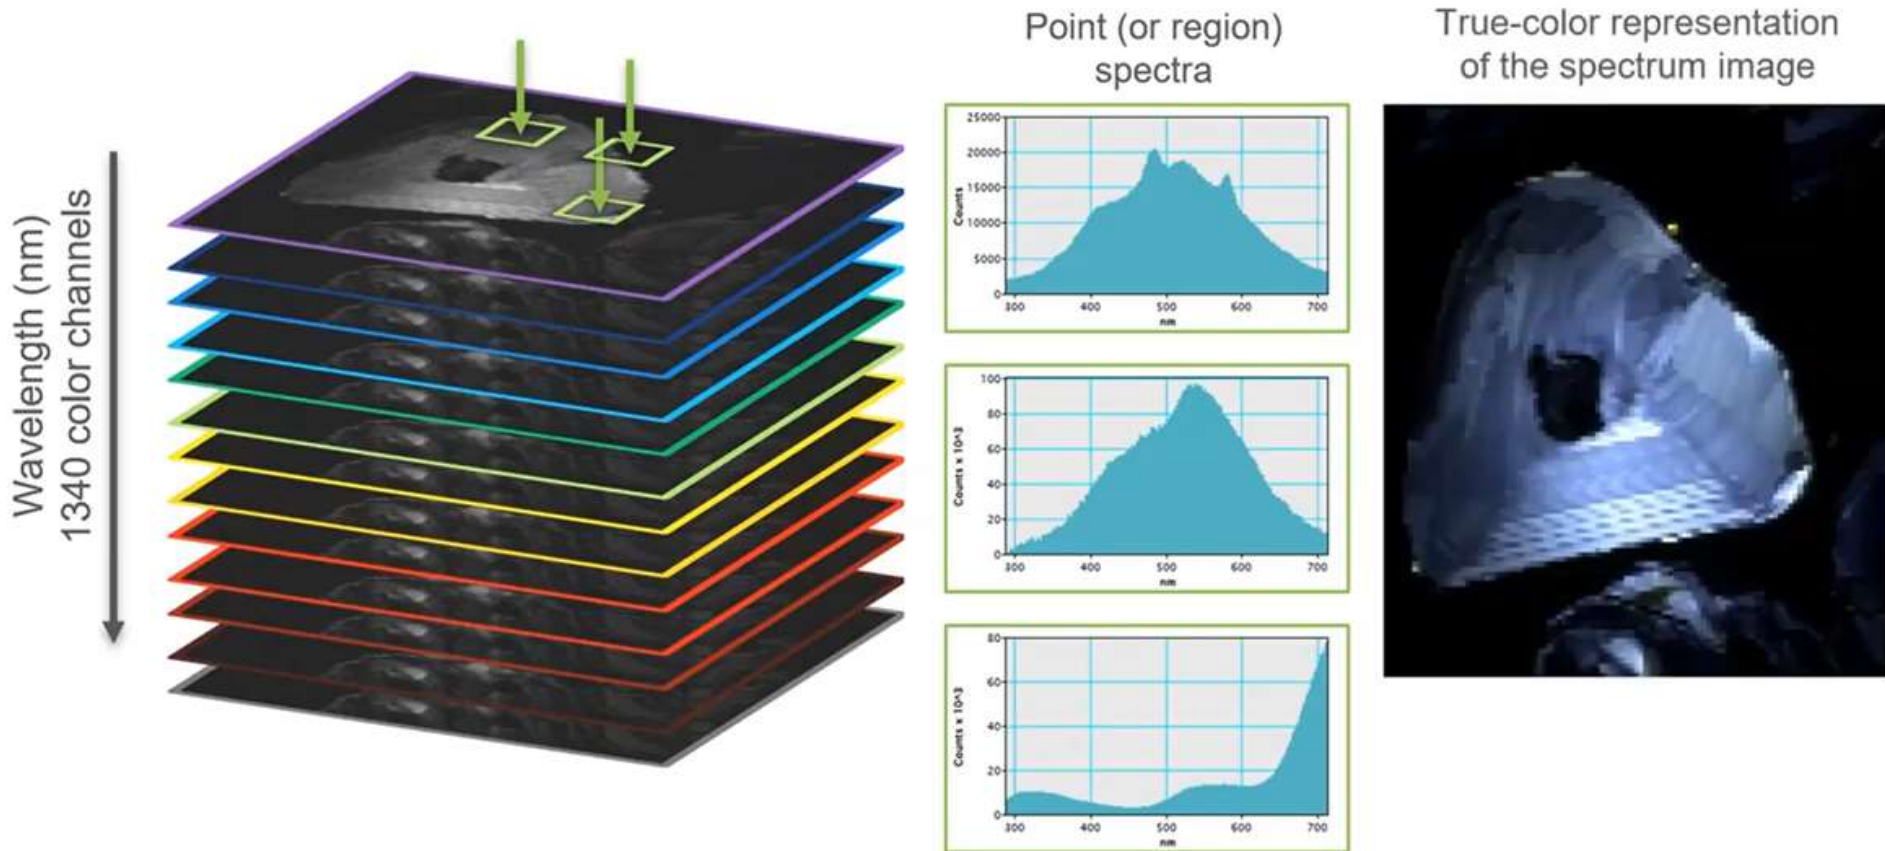 Wavelength (nm)
1340 color channels
Point (or region)
spectra
25000
20000
15000
10000
5000
0
Counts
300 400 500 600 700
nm
100
80
60
40
20
0
Counts x 10^3
300 400 500 600 700
nm
80
60
40
20
0
Counts x 10^3
300 400 500 600 700
nm
True-color representation
of the spectrum image